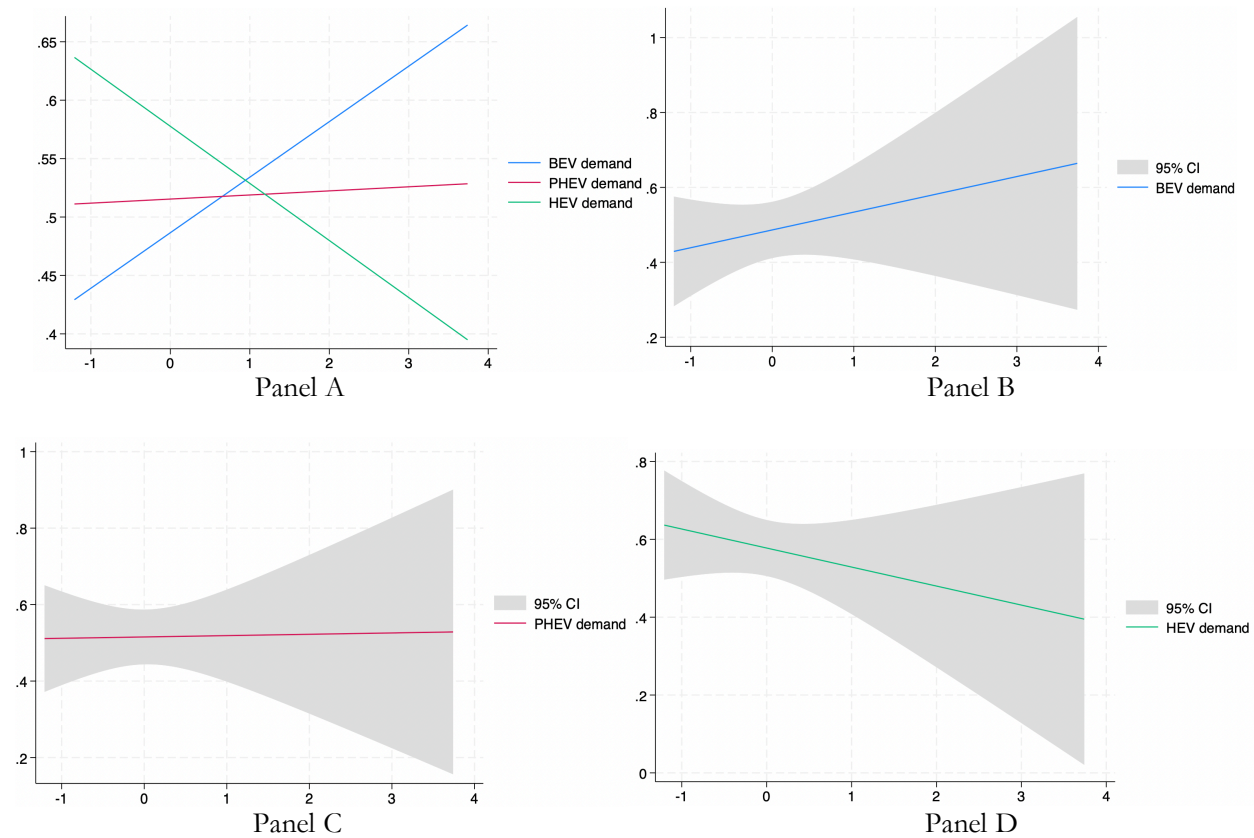 .65
.6
.55
.5
.45
.4
-1 0 1 2 3 4
BEV demand
PHEV demand
HEV demand
Panel A
1
.8
.6
.4
.2
-1 0 1 2 3 4
95% CI
BEV demand
Panel B
1
.8
.6
.4
.2
-1 0 1 2 3 4
95% CI
PHEV demand
Panel C
.8
.6
.4
.2
0
-1 0 1 2 3 4
95% CI
HEV demand
Panel D